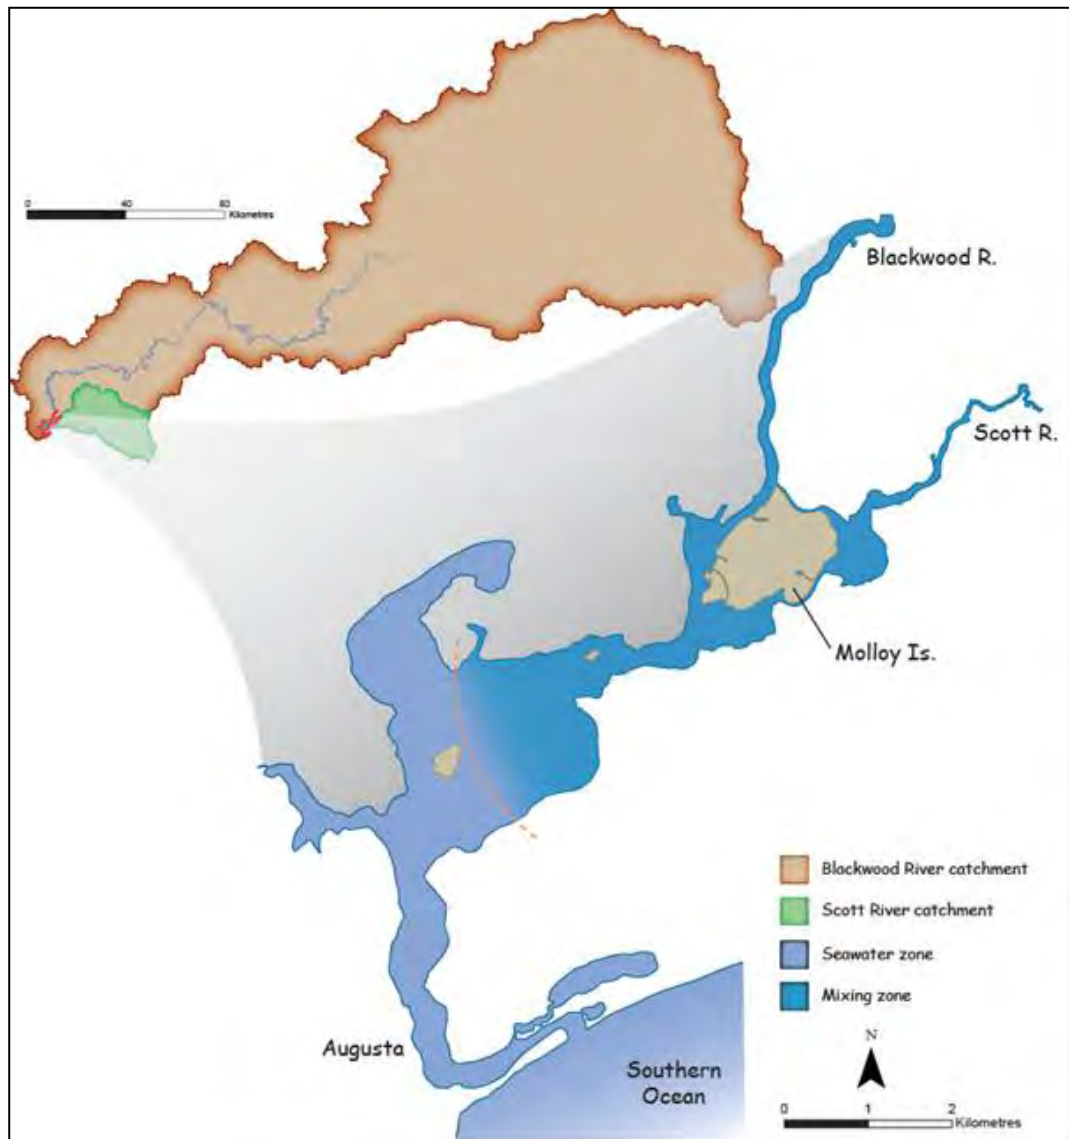 0 40 80
Kilometres
Blackwood R.
Scott R.
Molloy Is.
Blackwood River catchment
Scott River catchment
Seawater zone
Mixing zone
N
Augusta
Southern
Ocean
0 1 2
Kilometres